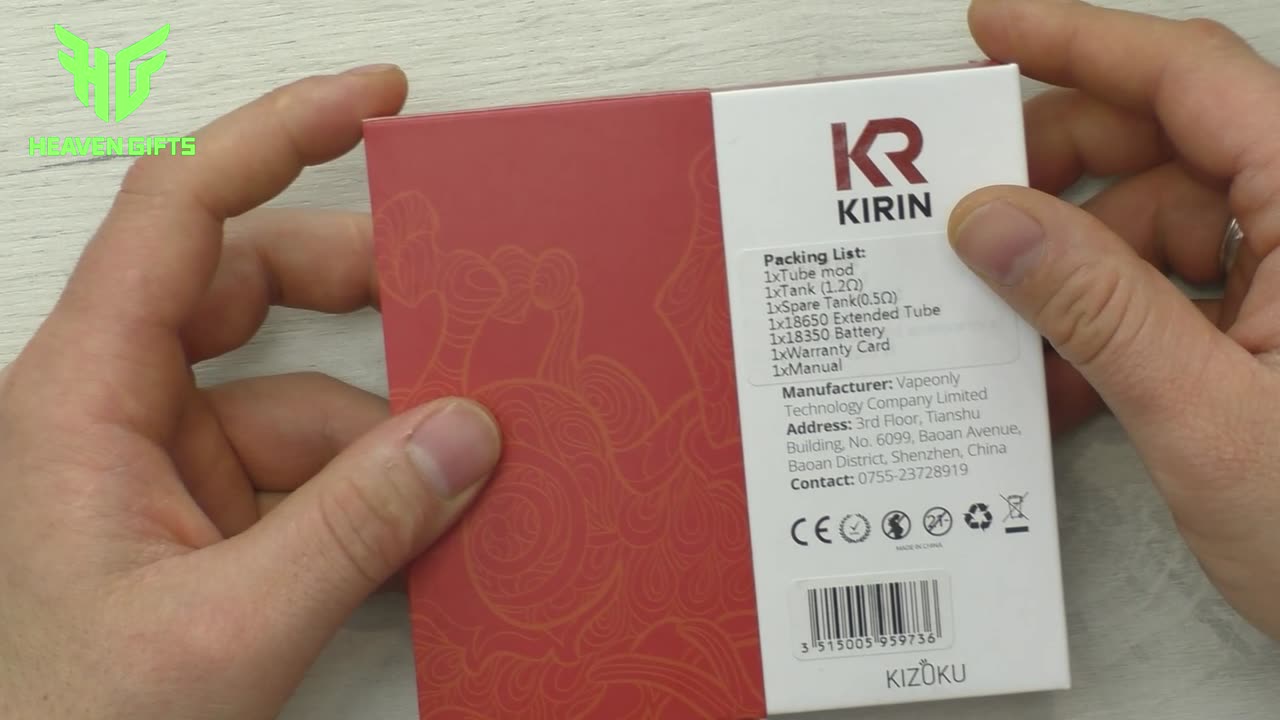 HG
HEAVEN GIFTS
KR
KIRIN
Packing List:
1xTube mod
1xTank (1.2Ω)
1xSpare Tank(0.5Ω)
1x18650 Extended Tube
1x18350 Battery
1xWarranty Card
1xManual
Manufacturer: Vapeonly
Technology Company Limited
Address: 3rd Floor, Tianshu
Building, No. 6099, Baoan Avenue,
Baoan District, Shenzhen, China
Contact: 0755-23728919
CE
21-
MADE IN CHINA
3 515005 959736
KIZOKU